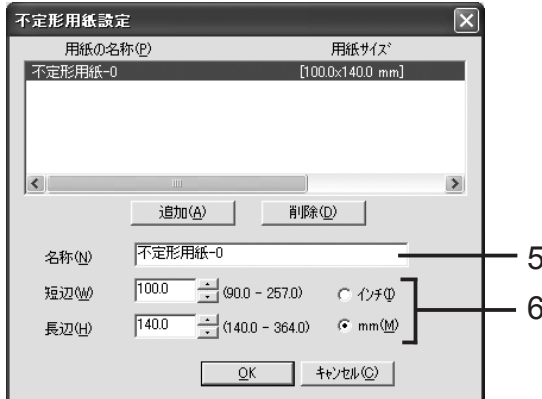 不定形用紙設定
用紙の名称(P) 用紙サイズ
不定形用紙-0 [100.0x140.0 mm]
追加(A) 削除(D)
名称(N) 不定形用紙-0 5
短辺(W) 100.0 (90.0 - 257.0) インチ(I)
6
長辺(H) 140.0 (140.0 - 364.0) mm(M)
OK キャンセル(C)